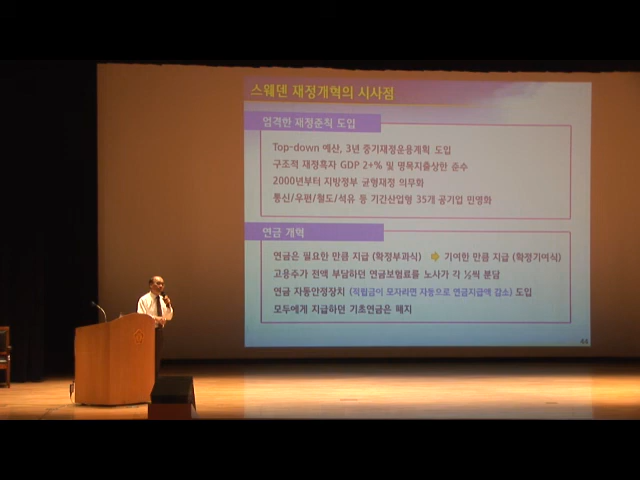 스웨덴 재정개혁의 시사점
엄격한 재정준칙 도입
Top-down 예산, 3년 중기재정운용계획 도입
구조적 재정흑자 GDP 2+% 및 명목지출상한 준수
2000년부터 지방정부 균형재정 의무화
통신/우편/철도/석유 등 기간산업형 35개 공기업 민영화
연금 개혁
연금은 필요한 만큼 지급 (확정부과식) ⇨ 기여한 만큼 지급 (확정기여식)
고용주가 전액 부담하던 연금보험료를 노사가 각 ½씩 분담
연금 자동안정장치 (적립금이 모자라면 자동으로 연금지급액 감소) 도입
모두에게 지급하던 기초연금은 폐지